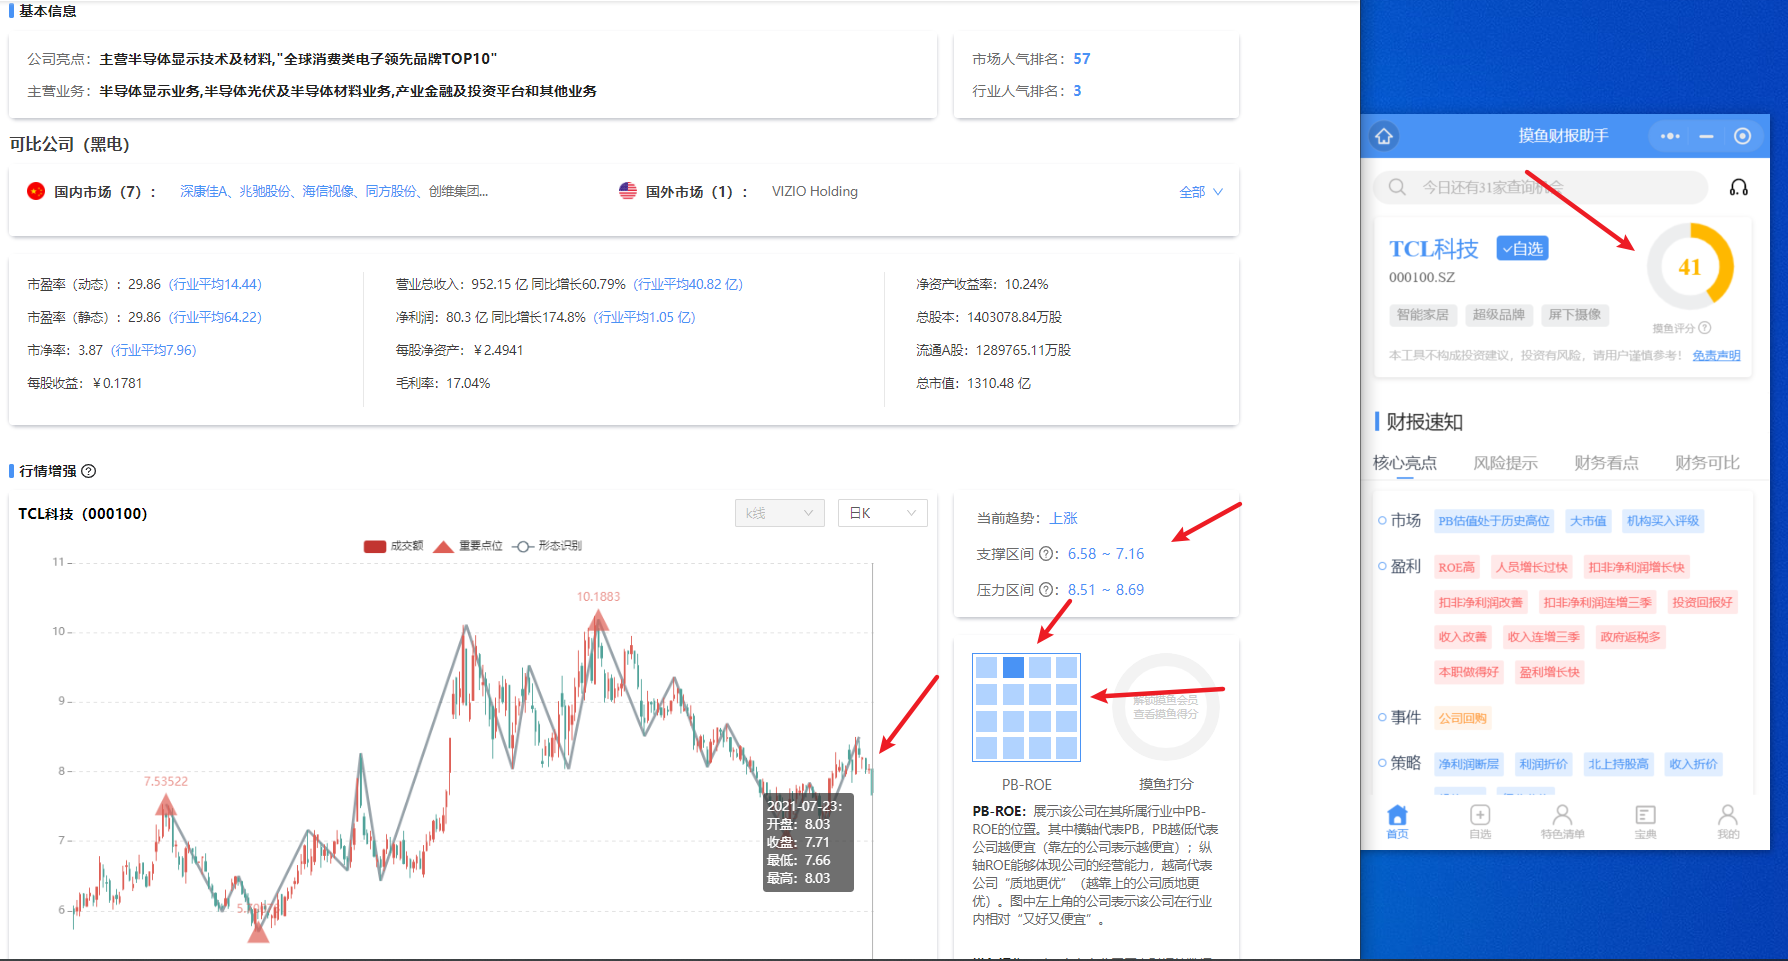 基本信息
公司亮点：主营半导体显示技术及材料,"全球消费类电子领先品牌TOP10"
主营业务：半导体显示业务,半导体光伏及半导体材料业务,产业金融及投资平台和其他业务
市场人气排名：57
行业人气排名：3
可比公司（黑电）
国内市场（7）：深康佳A、兆驰股份、海信视像、同方股份、创维集团...
国外市场（1）：VIZIO Holding
全部
市盈率（动态）：29.86（行业平均14.44）
市盈率（静态）：29.86（行业平均64.22）
市净率：3.87（行业平均7.96）
每股收益：￥0.1781
营业总收入：952.15 亿 同比增长60.79%（行业平均40.82 亿）
净利润：80.3 亿 同比增长174.8%（行业平均1.05 亿）
每股净资产：￥2.4941
毛利率：17.04%
净资产收益率：10.24%
总股本：1403078.84万股
流通A股：1289765.11万股
总市值：1310.48 亿
行情增强
TCL科技（000100）
k线
日K
成交额 重要点位 形态识别
11
10
9
8
7
6
10.1883
7.53522
2021-07-23：
开盘：8.03
收盘：7.71
最低：7.66
最高：8.03
当前趋势：上涨
支撑区间：6.58 ~ 7.16
压力区间：8.51 ~ 8.69
解锁摸鱼会员
查看摸鱼得分
PB-ROE
摸鱼打分
PB-ROE：展示该公司在其所属行业中PB-
ROE的位置。其中横轴代表PB，PB越低代表
公司越便宜（靠左的公司表示越便宜）；纵
轴ROE能够体现公司的经营能力，越高代表
公司“质地更优”（越靠上的公司质地更
优）。图中左上角的公司表示该公司在行业
内相对“又好又便宜”。
摸鱼财报助手
今日还有31家查询机会
TCL科技
自选
000100.SZ
41
智能家居 超级品牌 屏下摄像
摸鱼评分
本工具不构成投资建议，投资有风险，请用户谨慎参考！ 免责声明
财报速知
核心亮点 风险提示 财务看点 财务可比
市场 PB估值处于历史高位 大市值 机构买入评级
盈利 ROE高 人员增长过快 扣非净利润增长快
扣非净利润改善 扣非净利润连增三季 投资回报好
收入改善 收入连增三季 政府返税多
本职做得好 盈利增长快
事件 公司回购
策略 净利润断层 利润折价 北上持股高 收入折价
首页 自选 特色清单 宝典 我的